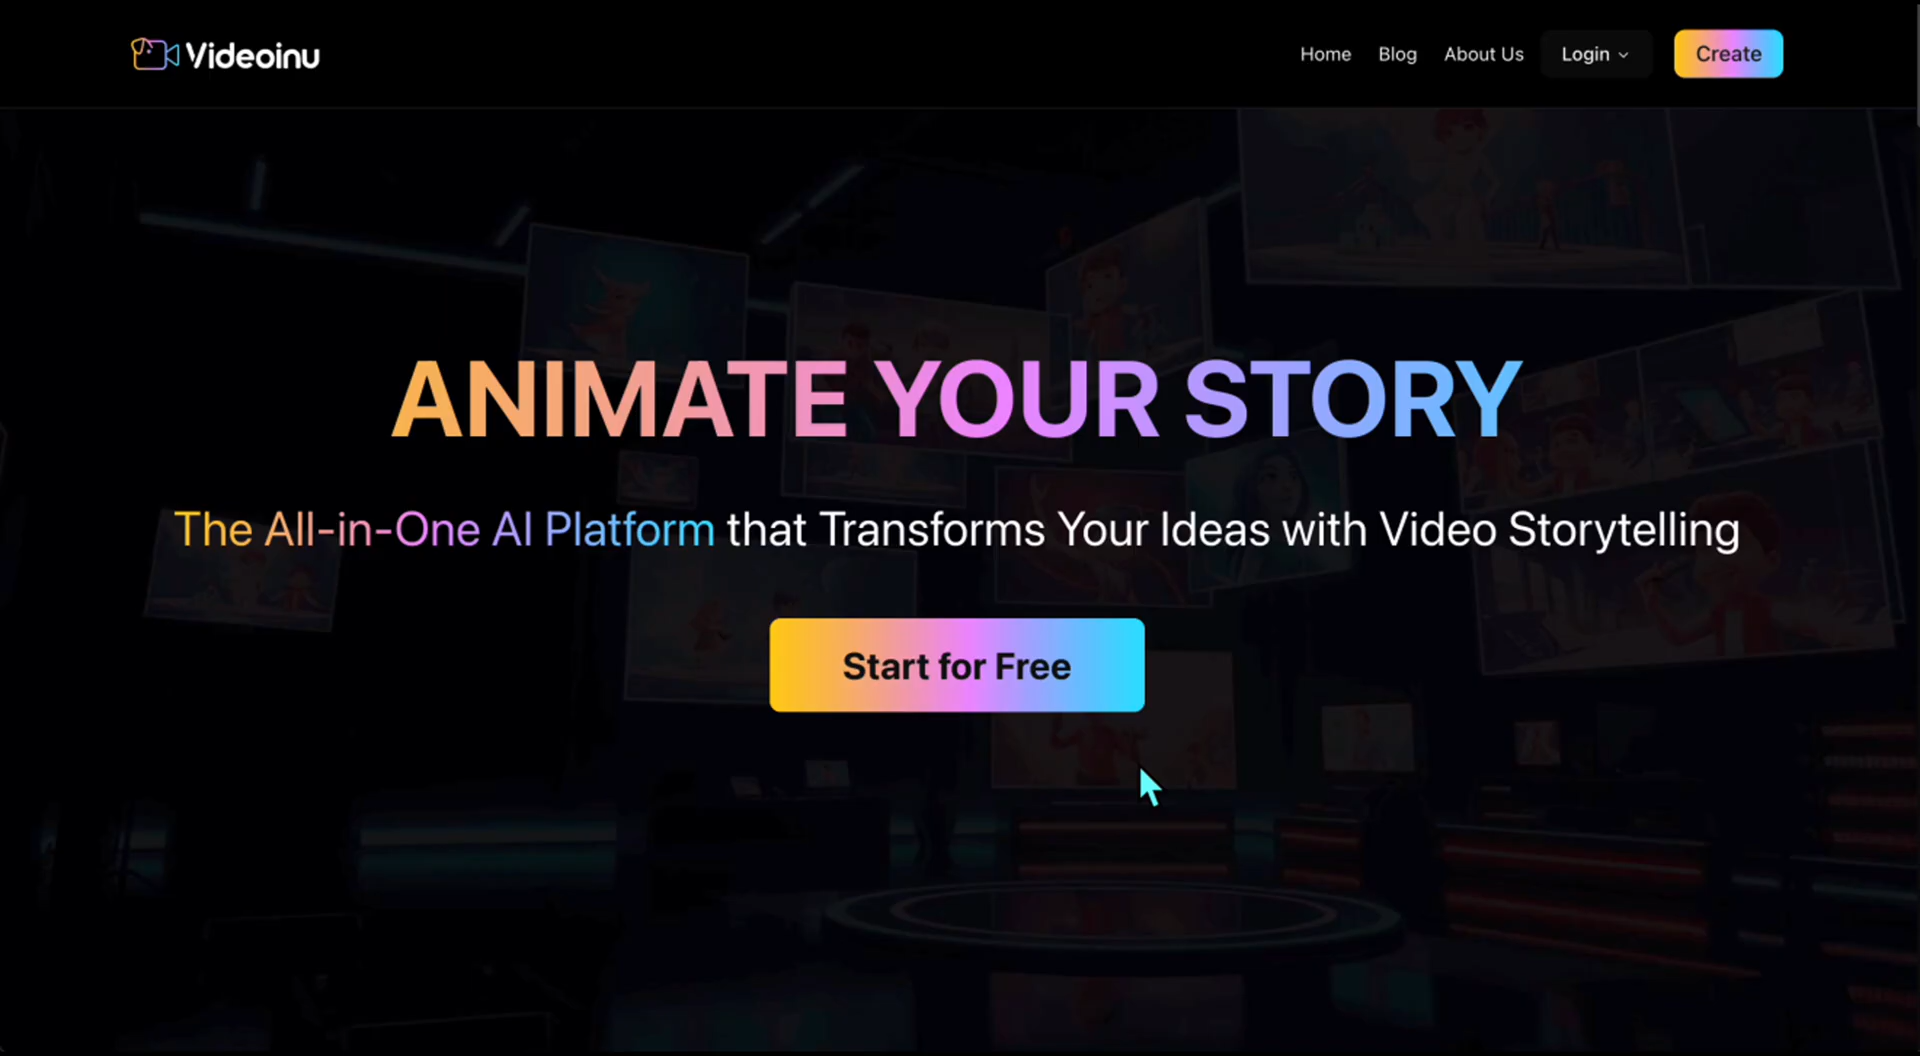 Videoinu
Home Blog About Us Login Create
ANIMATE YOUR STORY
The All-in-One AI Platform that Transforms Your Ideas with Video Storytelling
Start for Free